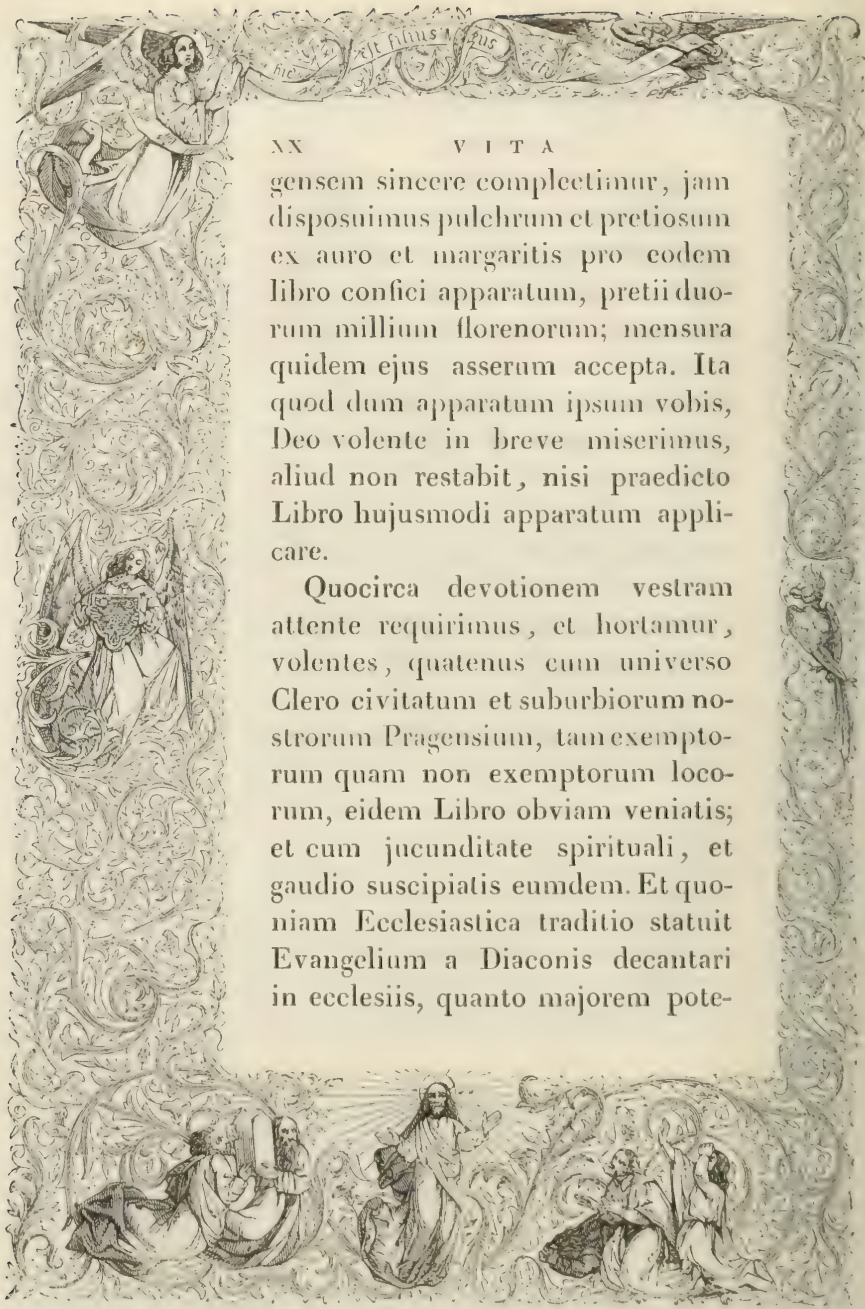 hic est filius
XX VITA
gensem sincere complectimur, jam
disposuimus pulchrum et pretiosum
ex auro et margaritis pro eodem
libro confici apparatum, pretii duo-
rum millium florenorum; mensura
quidem ejus asserum accepta. Ita
quod dum apparatum ipsum vobis,
Deo volente in breve miserimus,
aliud non restabit, nisi praedicto
Libro hujusmodi apparatum appli-
care.
Quocirca devotionem vestram
attente requirimus, et hortamur,
volentes, quatenus cum universo
Clero civitatum et suburbiorum no-
strorum Pragensium, tam exempto-
rum quam non exemptorum loco-
rum, eidem Libro obviam veniatis;
et cum jucunditate spirituali, et
gaudio suscipiatis eumdem. Et quo-
niam Ecclesiastica traditio statuit
Evangelium a Diaconis decantari
in ecclesiis, quanto majorem pote-